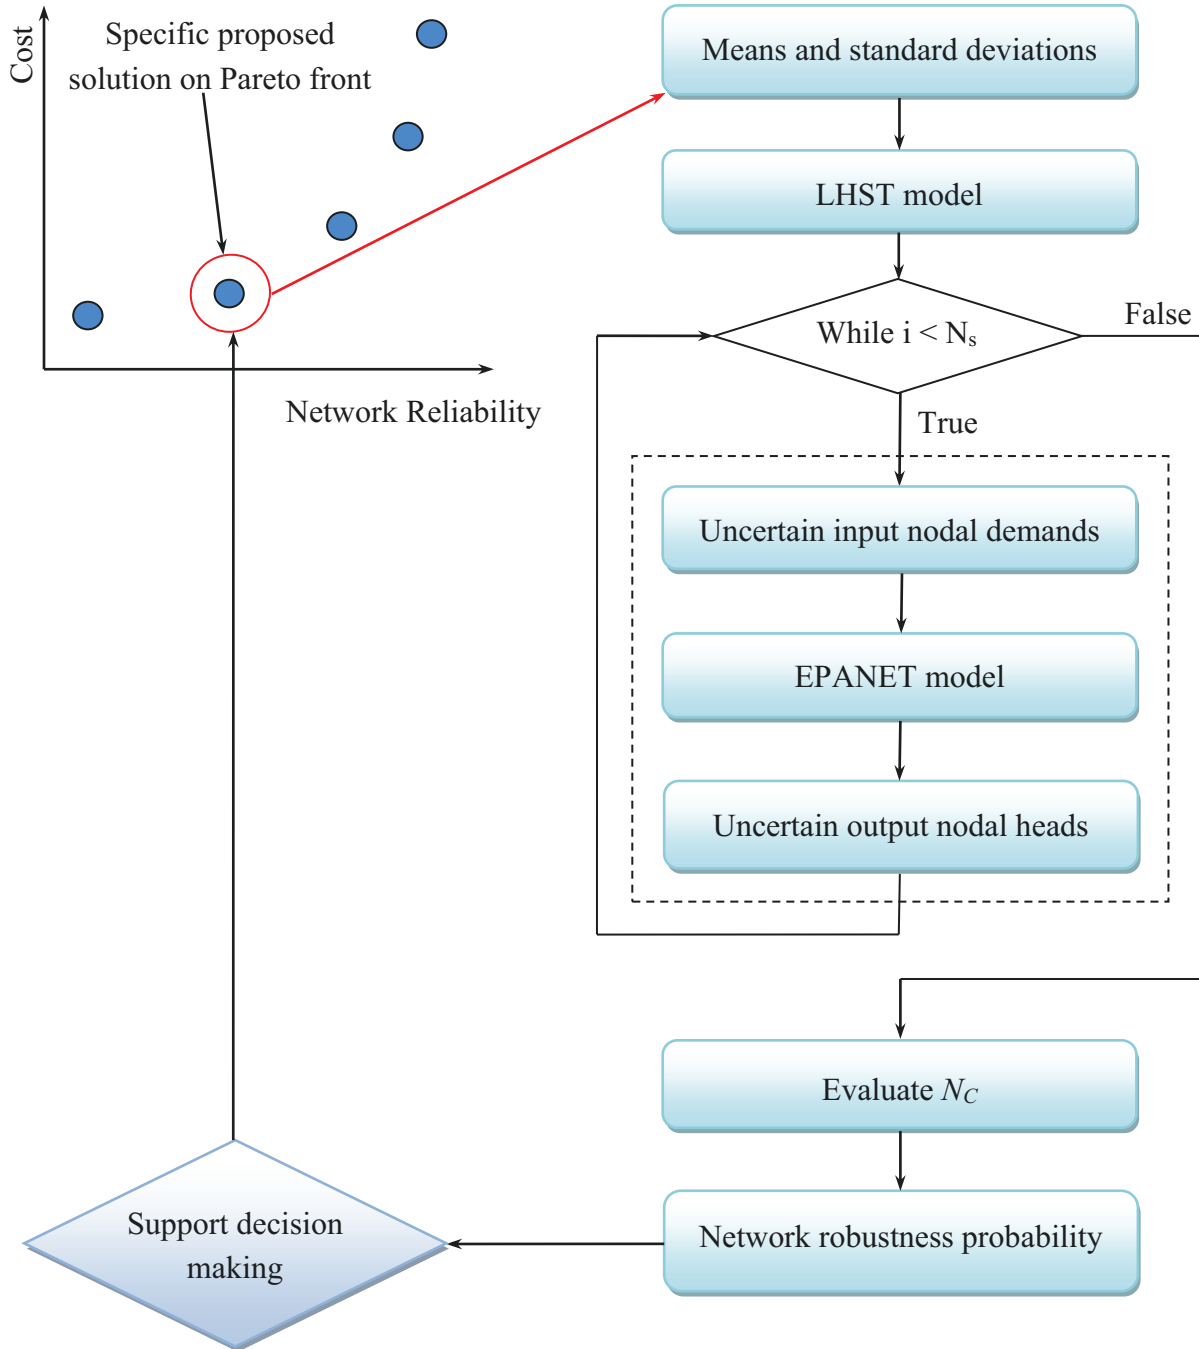 Cost
Specific proposed
solution on Pareto front
Network Reliability
Means and standard deviations
LHST model
While i < Nₛ
False
True
Uncertain input nodal demands
EPANET model
Uncertain output nodal heads
Evaluate N_C
Network robustness probability
Support decision
making